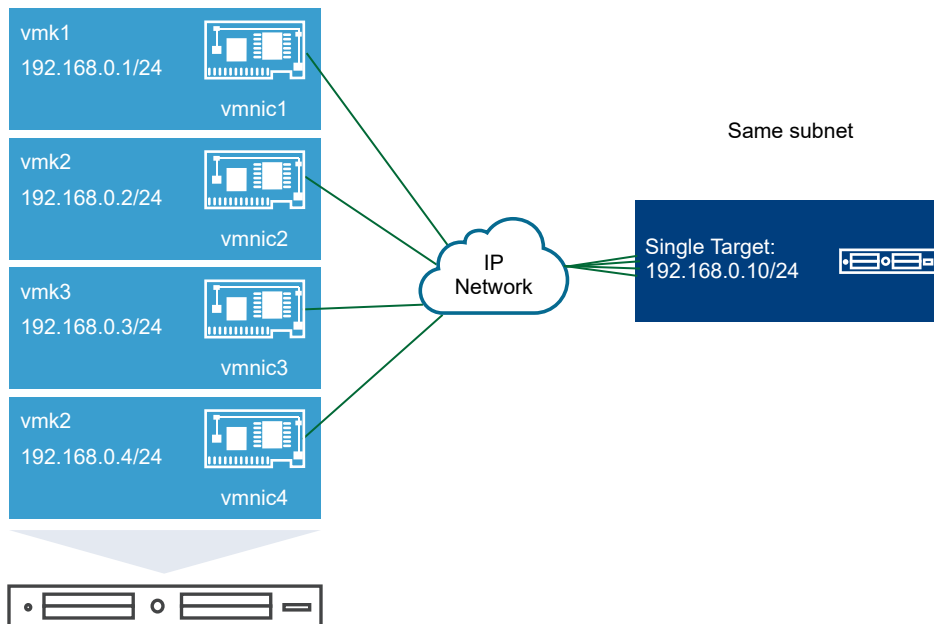 vmk1
192.168.0.1/24
vmnic1
vmk2
192.168.0.2/24
vmnic2
vmk3
192.168.0.3/24
vmnic3
vmk2
192.168.0.4/24
vmnic4
IP
Network
Same subnet
Single Target:
192.168.0.10/24